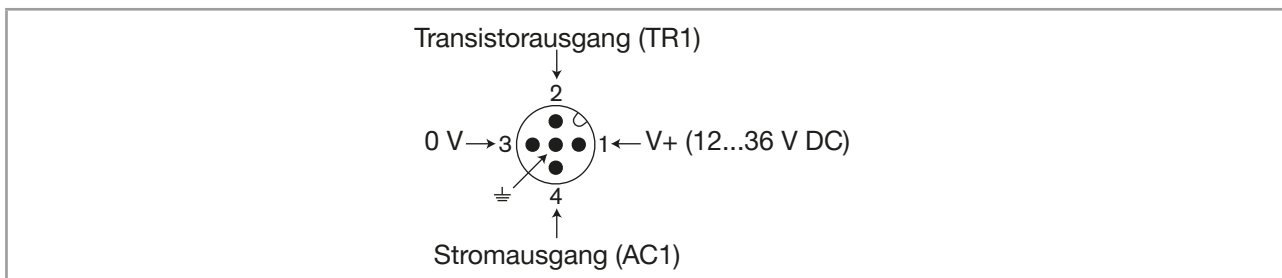 Transistorausgang (TR1)
2
0 V 3 1 V+ (12...36 V DC)
4
Stromausgang (AC1)